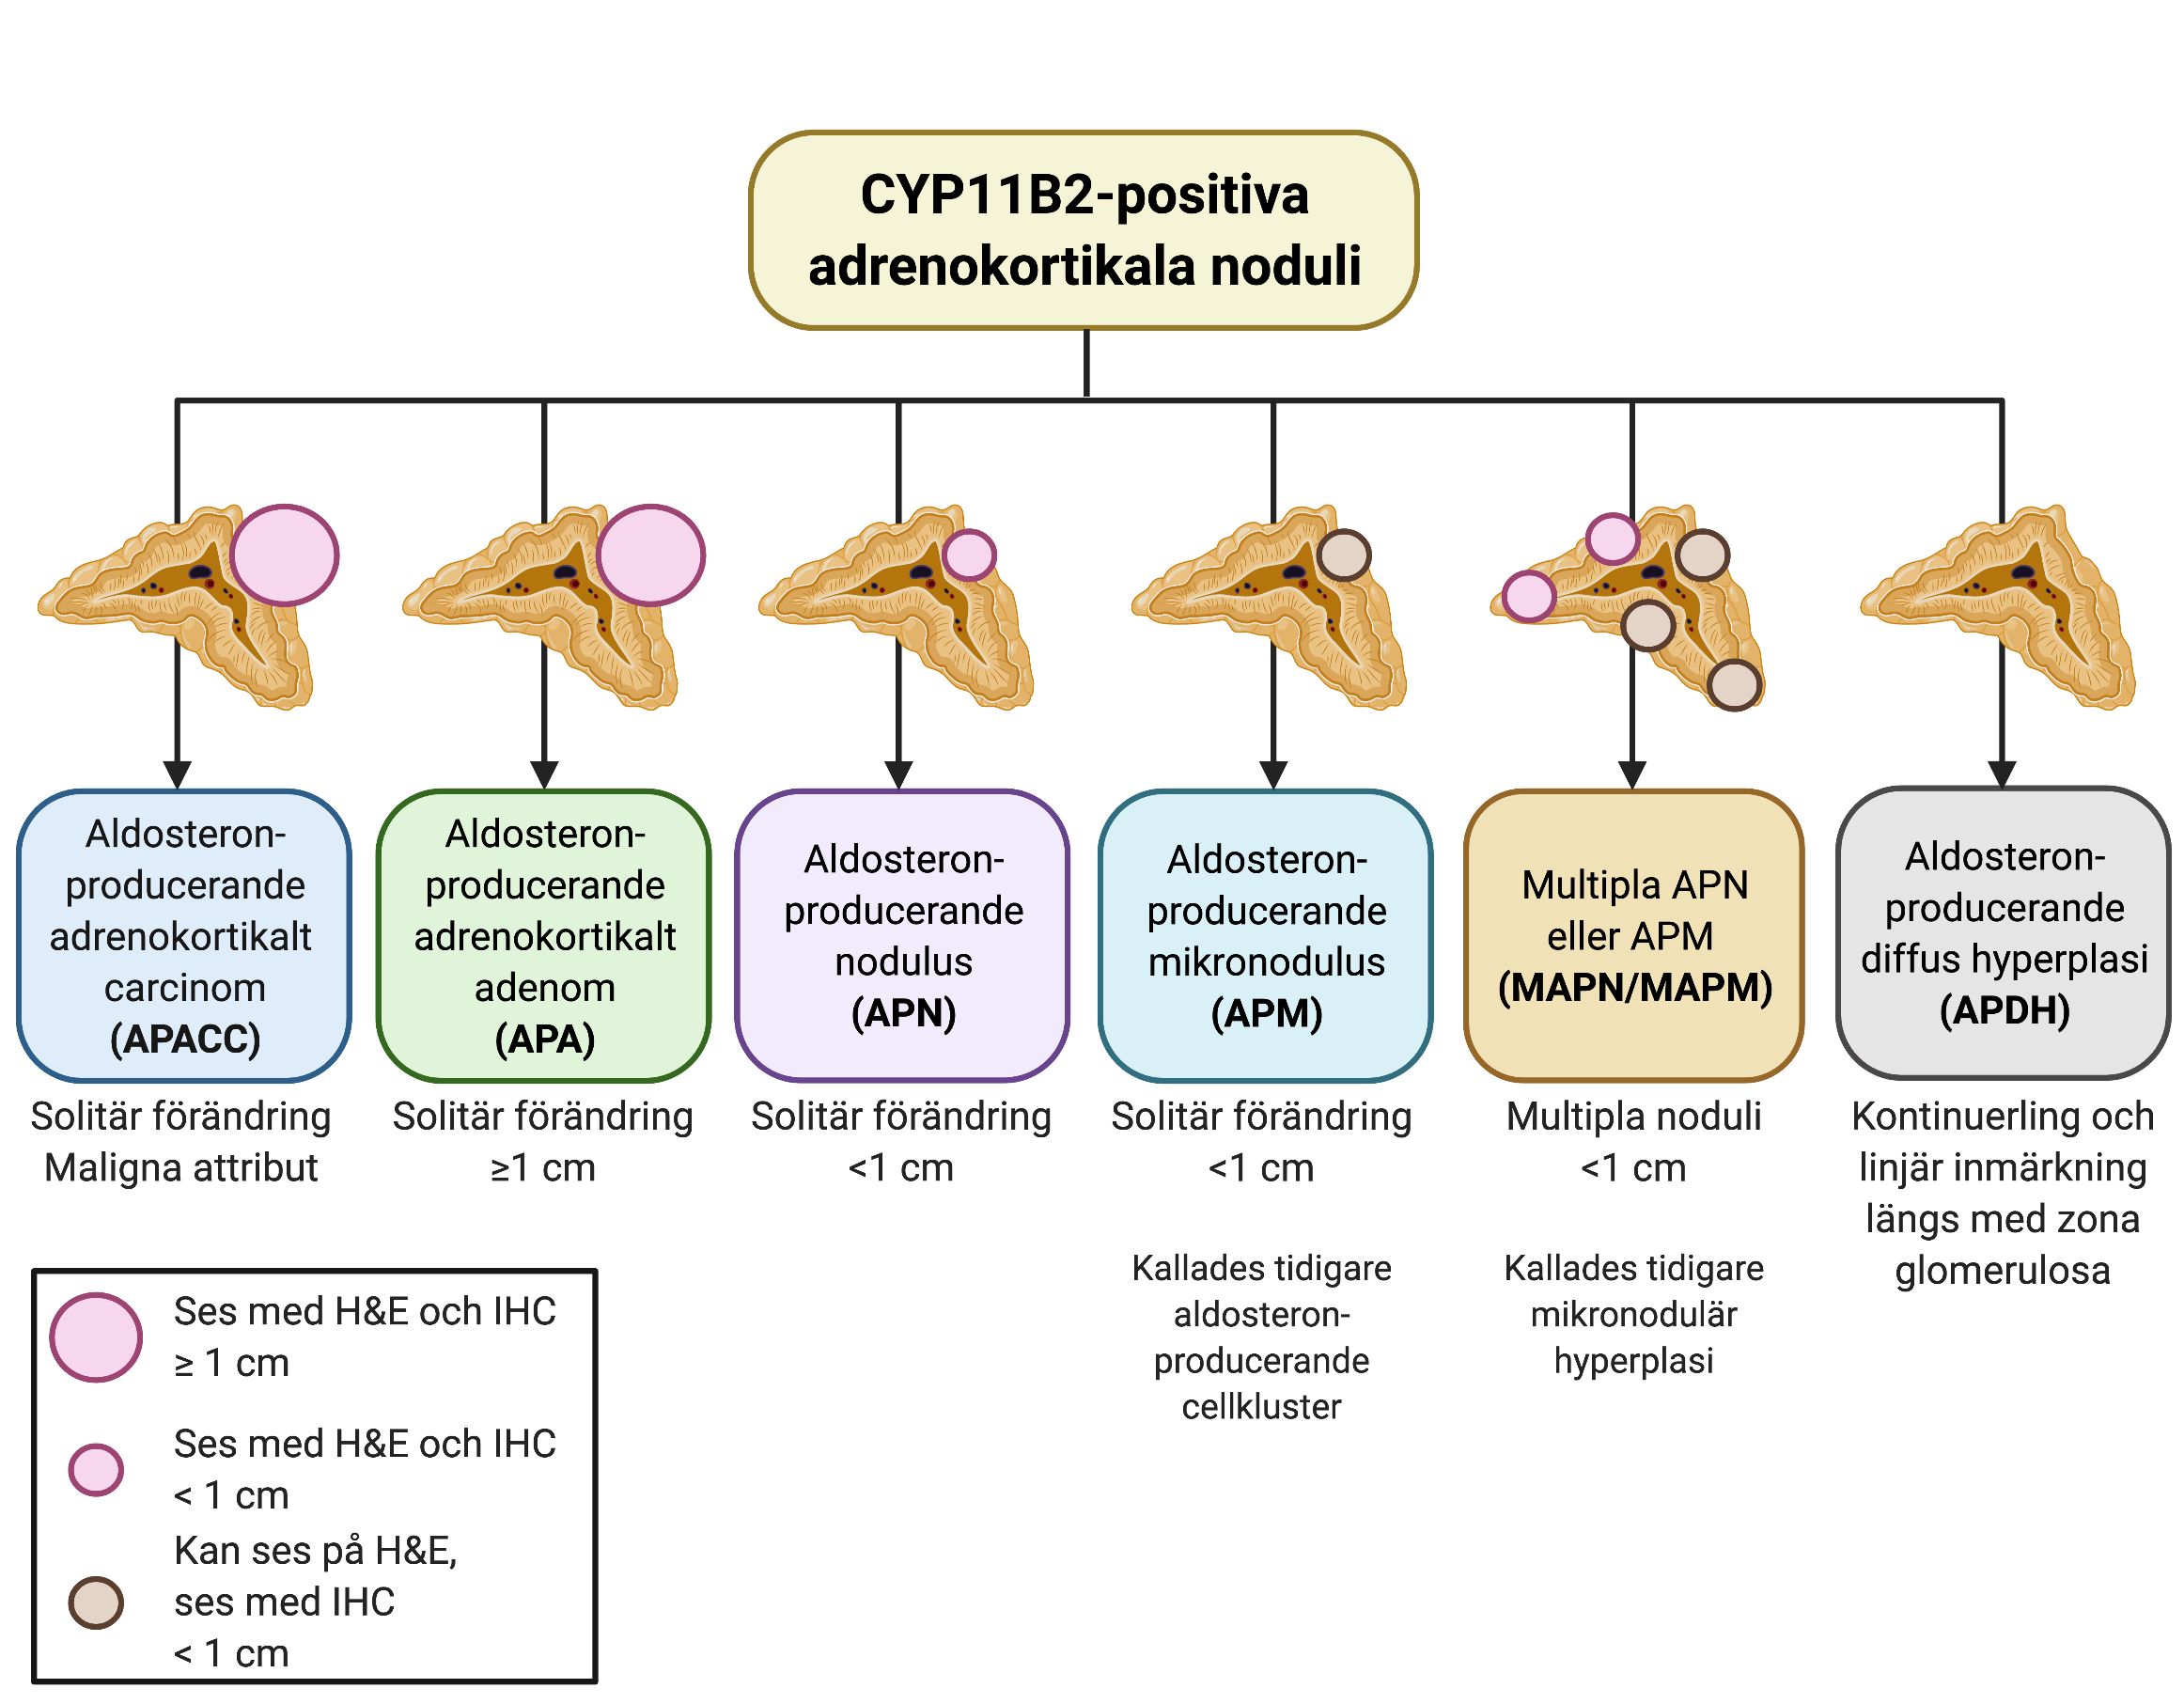 CYP11B2-positiva
adrenokortikala noduli
Aldosteron-
producerande
adrenokortikalt
carcinom
(APACC)
Solitär förändring
Maligna attribut
Aldosteron-
producerande
adrenokortikalt
adenom
(APA)
Solitär förändring
≥1 cm
Aldosteron-
producerande
nodulus
(APN)
Solitär förändring
<1 cm
Aldosteron-
producerande
mikronodulus
(APM)
Solitär förändring
<1 cm
Kallades tidigare
aldosteron-
producerande
cellkluster
Multipla APN
eller APM
(MAPN/MAPM)
Multipla noduli
<1 cm
Kallades tidigare
mikronodulär
hyperplasi
Aldosteron-
producerande
diffus hyperplasi
(APDH)
Kontinuerling och
linjär inmärkning
längs med zona
glomerulosa
Ses med H&E och IHC
≥ 1 cm
Ses med H&E och IHC
< 1 cm
Kan ses på H&E,
ses med IHC
< 1 cm